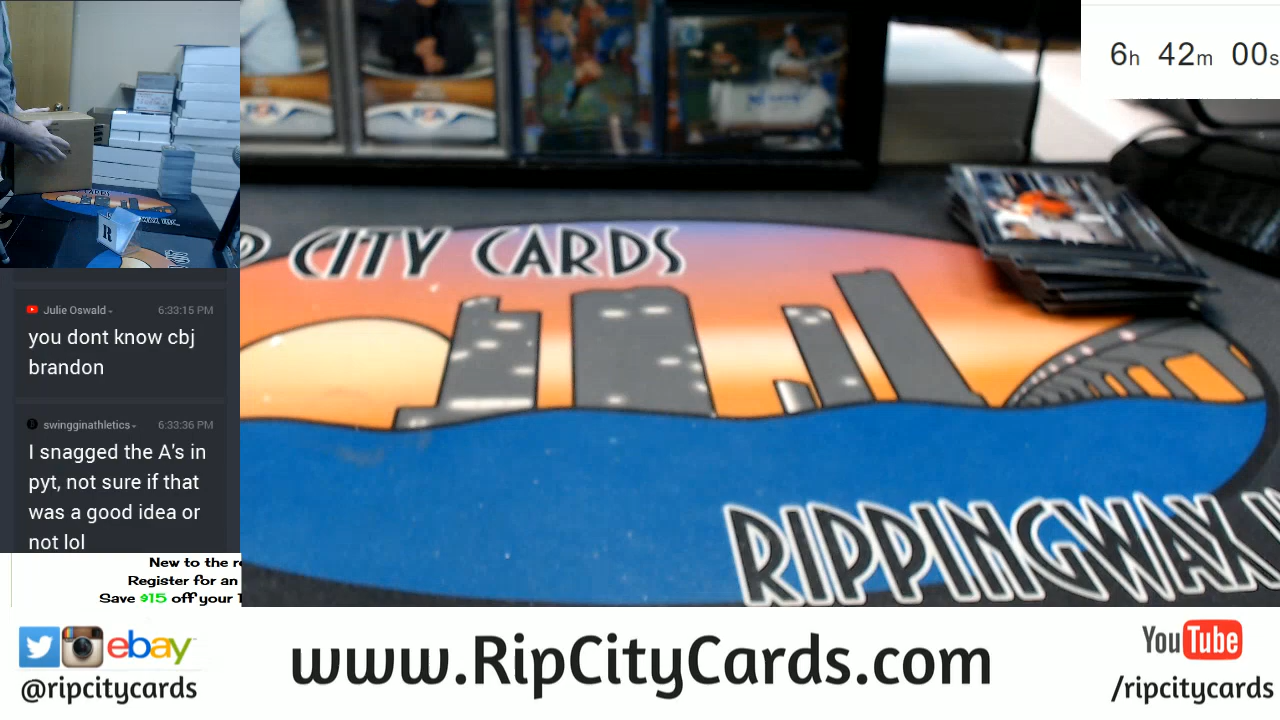 6h 42m 00s
P CITY CARDS
R
Julie Oswald 6:33:15 PM
you dont know cbj
brandon
swingginathletics 6:33:36 PM
I snagged the A's in
pyt, not sure if that
was a good idea or
not lol
New to the r
Register for an
Save $15 off your
RIPPINGWAX
ebay
@ripcitycards
www.RipCityCards.com
YouTube
/ripcitycards